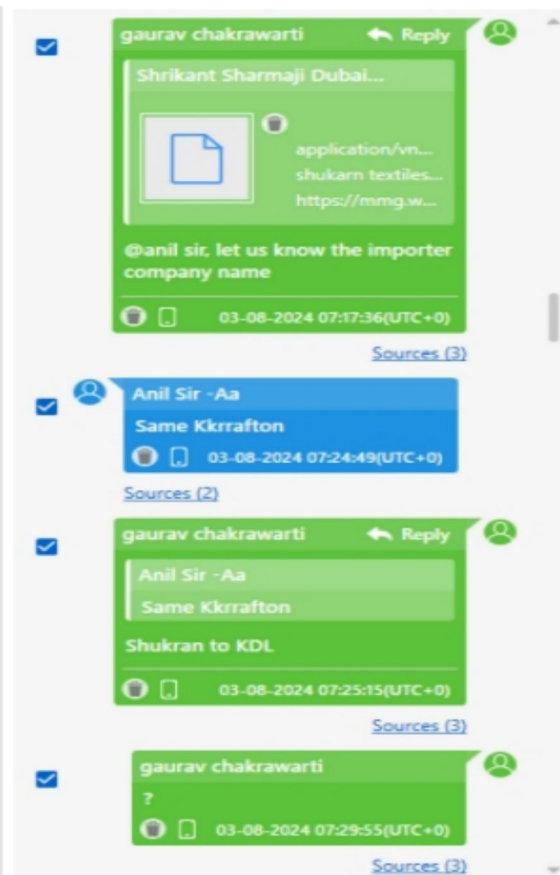 gaurav chakrawarti Reply
Shrikant Sharmaji Dubai...
application/vn...
shukarn textiles...
https://mmg.w...
@anil sir, let us know the importer
company name
03-08-2024 07:17:36(UTC+0)
Sources (3)
Anil Sir -Aa
Same Kkrrafton
03-08-2024 07:24:49(UTC+0)
Sources (2)
gaurav chakrawarti Reply
Anil Sir -Aa
Same Kkrrafton
Shukran to KDL
03-08-2024 07:25:15(UTC+0)
Sources (3)
gaurav chakrawarti
?
03-08-2024 07:29:55(UTC+0)
Sources (3)